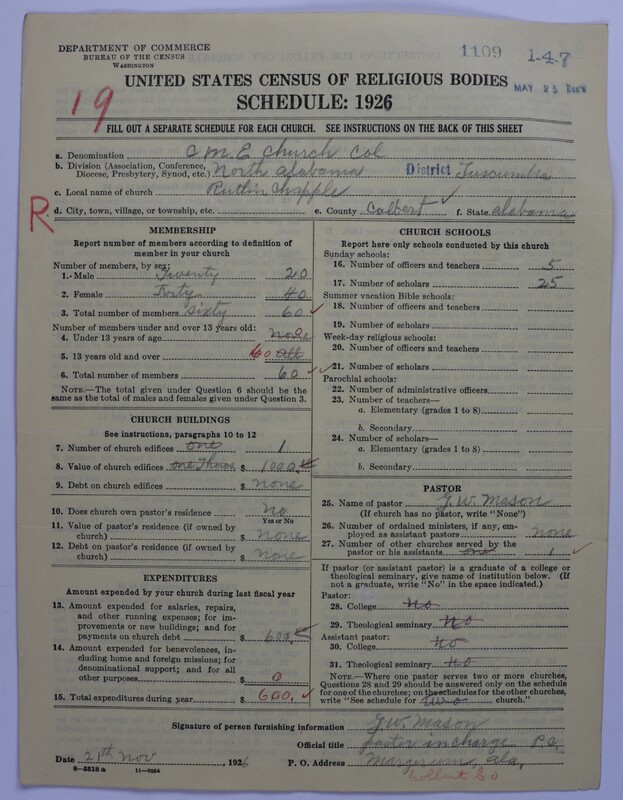 DEPARTMENT OF COMMERCE
BUREAU OF THE CENSUS
WASHINGTON
1109 1-4-7
UNITED STATES CENSUS OF RELIGIOUS BODIES
MAY 25
19 SCHEDULE: 1926
FILL OUT A SEPARATE SCHEDULE FOR EACH CHURCH. SEE INSTRUCTIONS ON THE BACK OF THIS SHEET
a. Denomination C M. E Church Col
b. Division (Association, Conference, Diocese, Presbytery, Synod, etc.) North alabama District Tuscumbia
c. Local name of church Rutlin Chapple
R
d. City, town, village, or township, etc. e. County Colbert f. State alabama
MEMBERSHIP
Report number of members according to definition of
member in your church
Number of members, by sex:
1. Male Twenty 20
2. Female Forty 40
3. Total number of members Sixty 60
Number of members under and over 13 years old:
4. Under 13 years of age none
5. 13 years old and over 60 all
6. Total number of members 60
NOTE.—The total given under Question 6 should be the
same as the total of males and females given under Question 3.
CHURCH BUILDINGS
See instructions, paragraphs 10 to 12
7. Number of church edifices one 1
8. Value of church edifices one Thous $ 1000.
9. Debt on church edifices $ none
10. Does church own pastor's residence no
Yes or No
11. Value of pastor's residence (if owned by
church) $ none
12. Debt on pastor's residence (if owned by
church) $ none
EXPENDITURES
Amount expended by your church during last fiscal year
13. Amount expended for salaries, repairs,
and other running expenses; for im-
provements or new buildings; and for
payments on church debt $ 600.
14. Amount expended for benevolences, in-
cluding home and foreign missions; for
denominational support; and for all
other purposes $ 0
15. Total expenditures during year $ 600.
CHURCH SCHOOLS
Report here only schools conducted by this church
Sunday schools:
16. Number of officers and teachers 5
17. Number of scholars 25
Summer vacation Bible schools:
18. Number of officers and teachers
19. Number of scholars
Week-day religious schools:
20. Number of officers and teachers
21. Number of scholars
Parochial schools:
22. Number of administrative officers
23. Number of teachers—
a. Elementary (grades 1 to 8)
b. Secondary
24. Number of scholars—
a. Elementary (grades 1 to 8)
b. Secondary
PASTOR
25. Name of pastor G. W. Mason
(If church has no pastor, write "None")
26. Number of ordained ministers, if any, em-
ployed as assistant pastors none
27. Number of other churches served by the
pastor or his assistants one 1
If pastor (or assistant pastor) is a graduate of a college or
theological seminary, give name of institution below. (If
not a graduate, write "No" in the space indicated.)
Pastor:
28. College No
29. Theological seminary No
Assistant pastor:
30. College No
31. Theological seminary No
NOTE.—Where one pastor serves two or more churches,
Questions 28 and 29 should be answered only on the schedule
for one of the churches; on the schedules for the other churches,
write "See schedule for two church."
Signature of person furnishing information G. W. Mason
Official title pastor in charge P. C.
Date 21th Nov, 1926 P. O. Address Margerum, ala,
8-5518 a 11-9084 Colbert Co